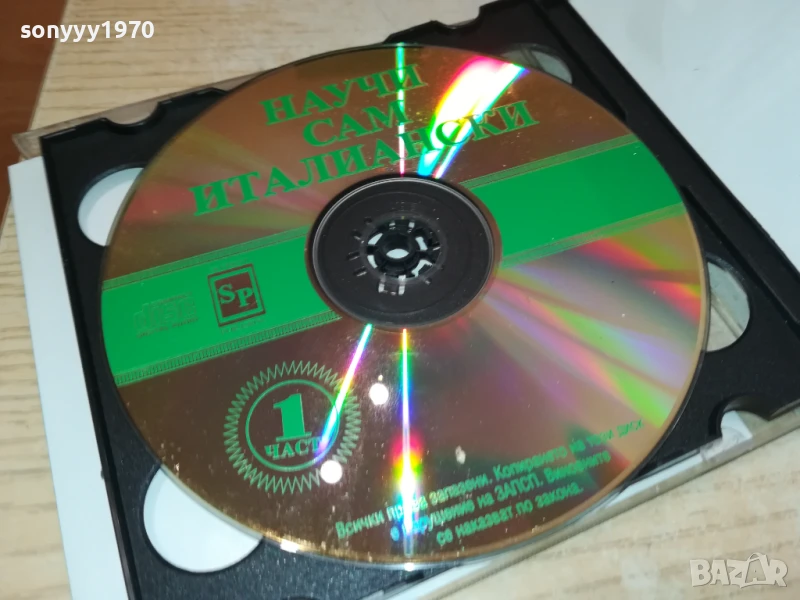 sonyyy1970
НАУЧИ
САМ
ИТАЛИАНСКИ
SP
1
ЧАСТ
Всички права запазени. Копирането на този диск
е нарушение на ЗАПСП. Виновните
се наказват по закона.
BAZAR